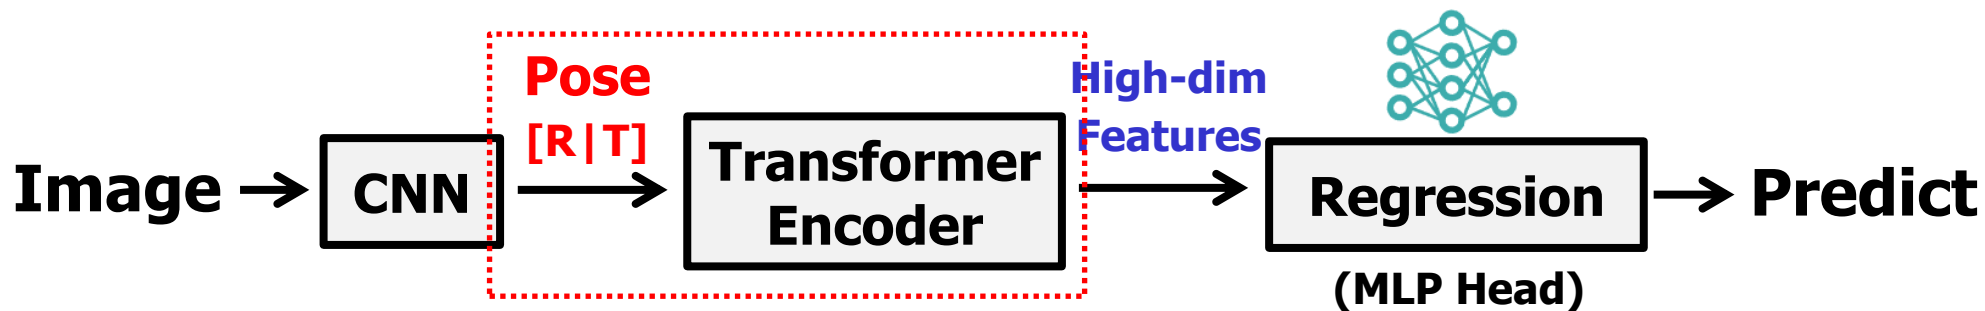 Image
CNN
Pose
[R|T]
Transformer
Encoder
High-dim
Features
Regression
(MLP Head)
Predict